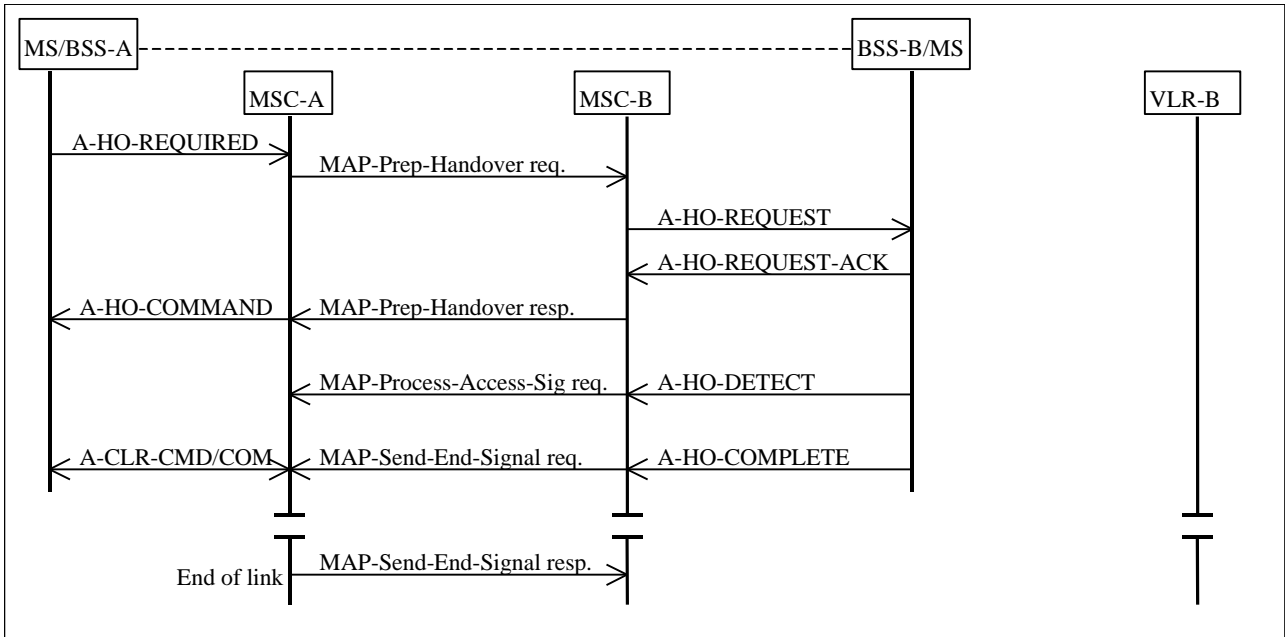 MS/BSS-A
BSS-B/MS
MSC-A
MSC-B
VLR-B
A-HO-REQUIRED
MAP-Prep-Handover req.
A-HO-REQUEST
A-HO-REQUEST-ACK
A-HO-COMMAND
MAP-Prep-Handover resp.
MAP-Process-Access-Sig req.
A-HO-DETECT
A-CLR-CMD/COM
MAP-Send-End-Signal req.
A-HO-COMPLETE
MAP-Send-End-Signal resp.
End of link